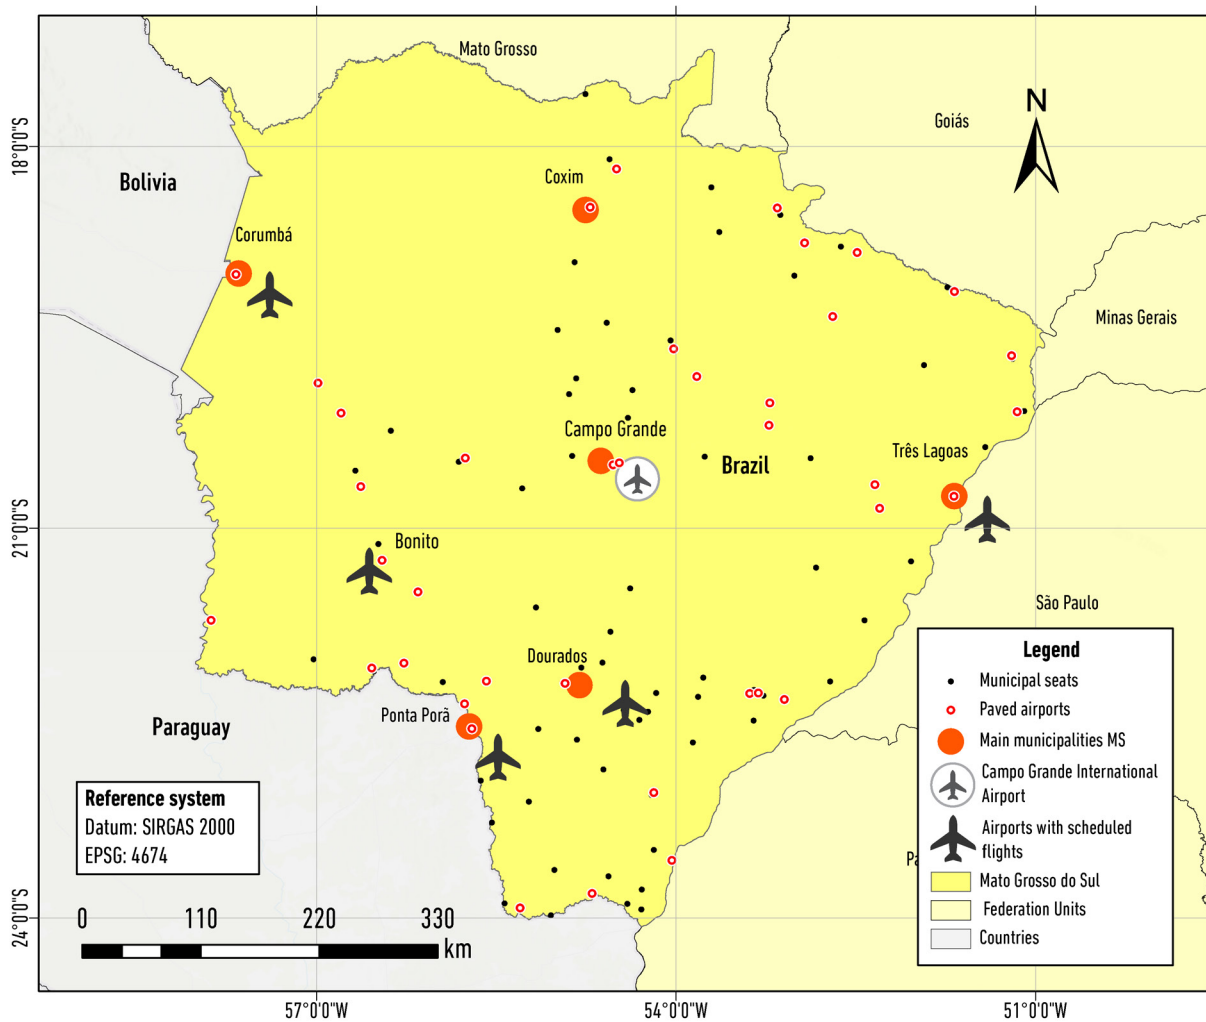 Mato Grosso
N
Goiás
18°0'0"S
Bolivia
Coxim
Corumbá
Minas Gerais
Campo Grande
Três Lagoas
Brazil
21°0'0"S
Bonito
São Paulo
Dourados
Ponta Porã
Paraguay
Legend
Municipal seats
Paved airports
Main municipalities MS
Campo Grande International
Airport
Airports with scheduled
flights
Mato Grosso do Sul
Federation Units
Countries
Pa
Reference system
Datum: SIRGAS 2000
EPSG: 4674
0 110 220 330
km
24°0'0"S
57°0'0"W 54°0'0"W 51°0'0"W